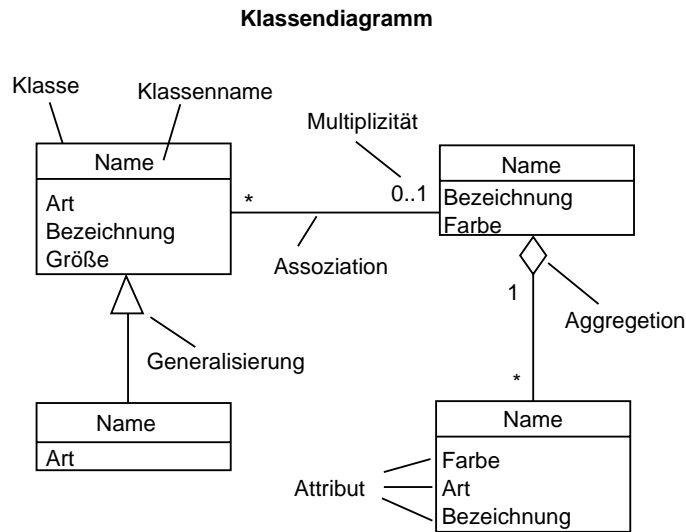 Klassendiagramm
Klasse
Klassenname
Multiplizität
Name
Art
Bezeichnung
Größe
*
0..1
Assoziation
Name
Bezeichnung
Farbe
1
Aggregetion
*
Generalisierung
Name
Art
Name
Farbe
Art
Bezeichnung
Attribut